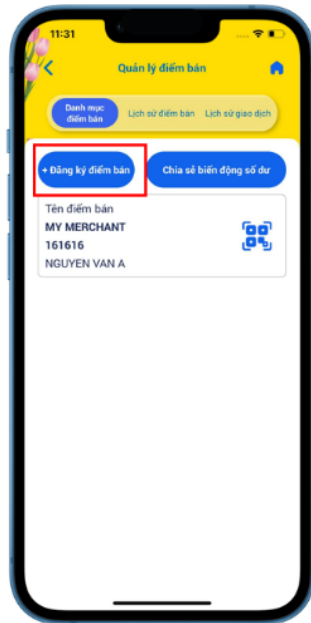 11:31
Quản lý điểm bán
Danh mục
điểm bán
Lịch sử điểm bán
Lịch sử giao dịch
+ Đăng ký điểm bán
Chia sẻ biến động số dư
Tên điểm bán
MY MERCHANT
161616
NGUYEN VAN A